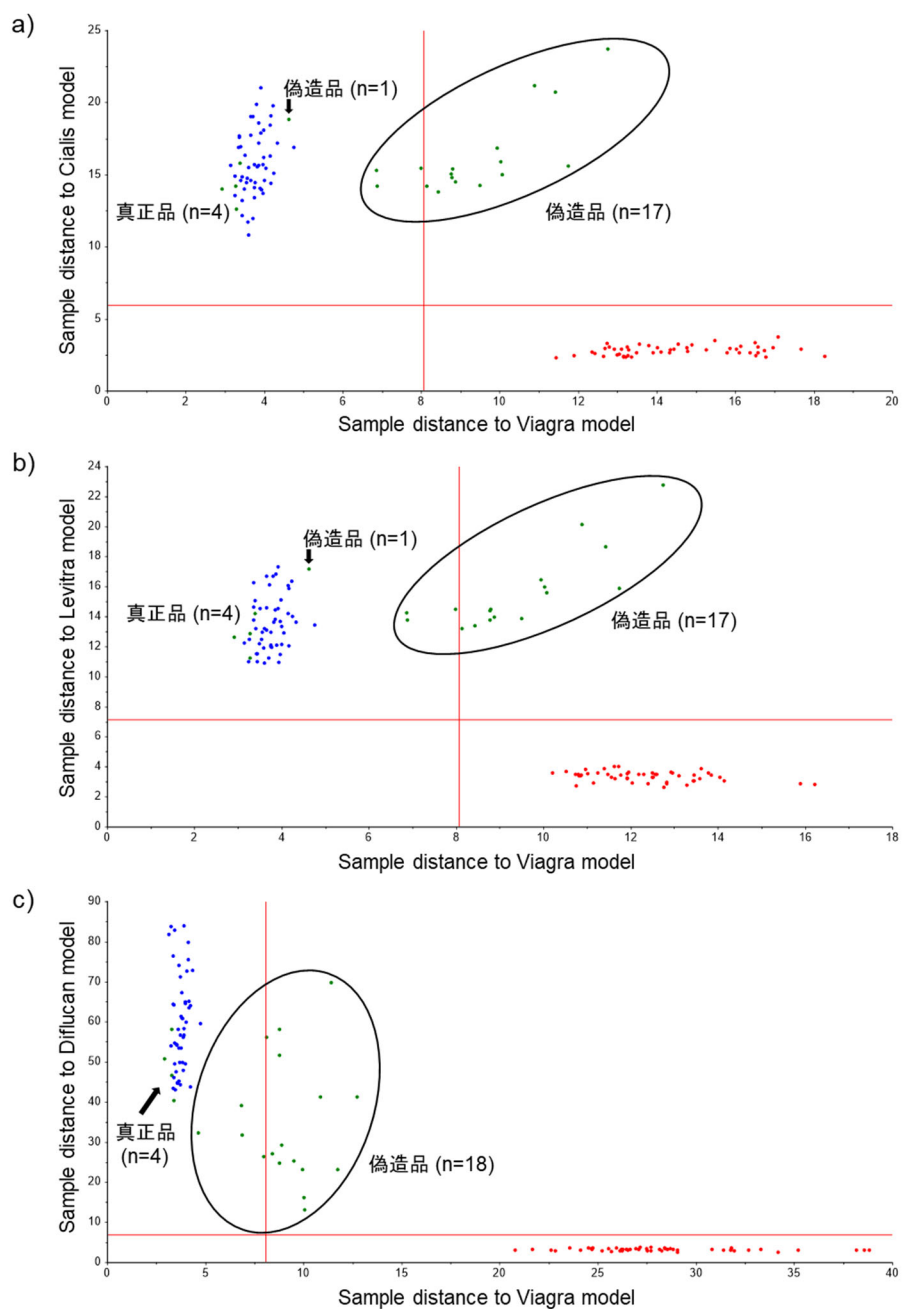 a)
25
20
15
10
5
0
Sample distance to Cialis model
偽造品 (n=1)
真正品 (n=4)
偽造品 (n=17)
0 2 4 6 8 10 12 14 16 18 20
Sample distance to Viagra model
b)
24
22
20
18
16
14
12
10
8
6
4
2
0
Sample distance to Levitra model
偽造品 (n=1)
真正品 (n=4)
偽造品 (n=17)
0 2 4 6 8 10 12 14 16 18
Sample distance to Viagra model
c)
90
80
70
60
50
40
30
20
10
0
Sample distance to Diflucan model
真正品
(n=4)
偽造品 (n=18)
0 5 10 15 20 25 30 35 40
Sample distance to Viagra model